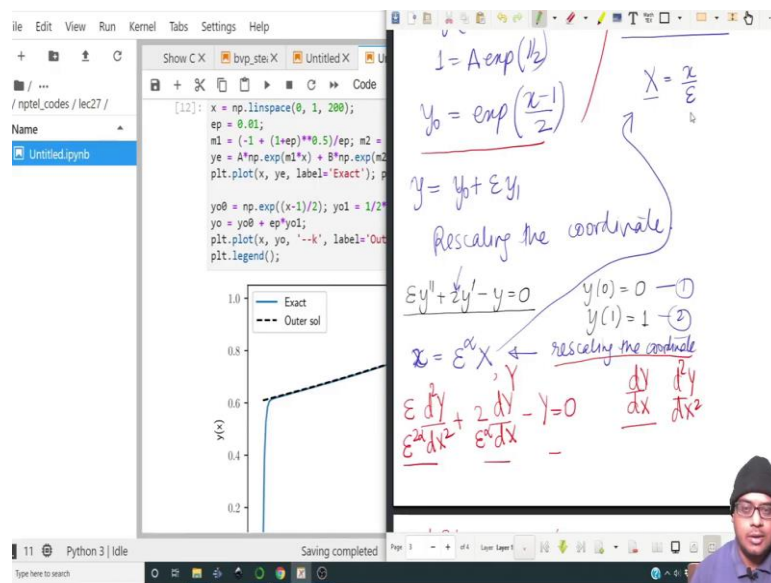 ile Edit View Run Kernel Tabs Settings Help
Show C X bvp_stea X Untitled X U
Code
/ ...
/ nptel_codes / lec27 /
Name
Untitled.ipynb
[12]: x = np.linspace(0, 1, 200);
ep = 0.01;
m1 = (-1 + (1+ep)**0.5)/ep; m2 =
ye = A*np.exp(m1*x) + B*np.exp(m2
plt.plot(x, ye, label='Exact'); p
yo0 = np.exp((x-1)/2); yo1 = 1/2*
yo = yo0 + ep*yo1;
plt.plot(x, yo, '--k', label='Out
plt.legend();
Exact
Outer sol
1.0
0.8
0.6
0.4
0.2
y(x)
11 Python 3 | Idle Saving completed
Type here to search
1 = A exp(1/2)
X = x/ε
y₀ = exp((x-1)/2)
y = y₀ + εy₁
Rescaling the coordinate
εy'' + 2y' - y = 0 y(0) = 0 - ①
y(1) = 1 - ②
x = ε^α X ← rescaling the coordinate
, Y
ε d²Y/ε^2α dX² + 2 dY/ε^α dX - Y = 0 dY/dX d²Y/dX²
Page 3 - + of 4 Layer Layer 1